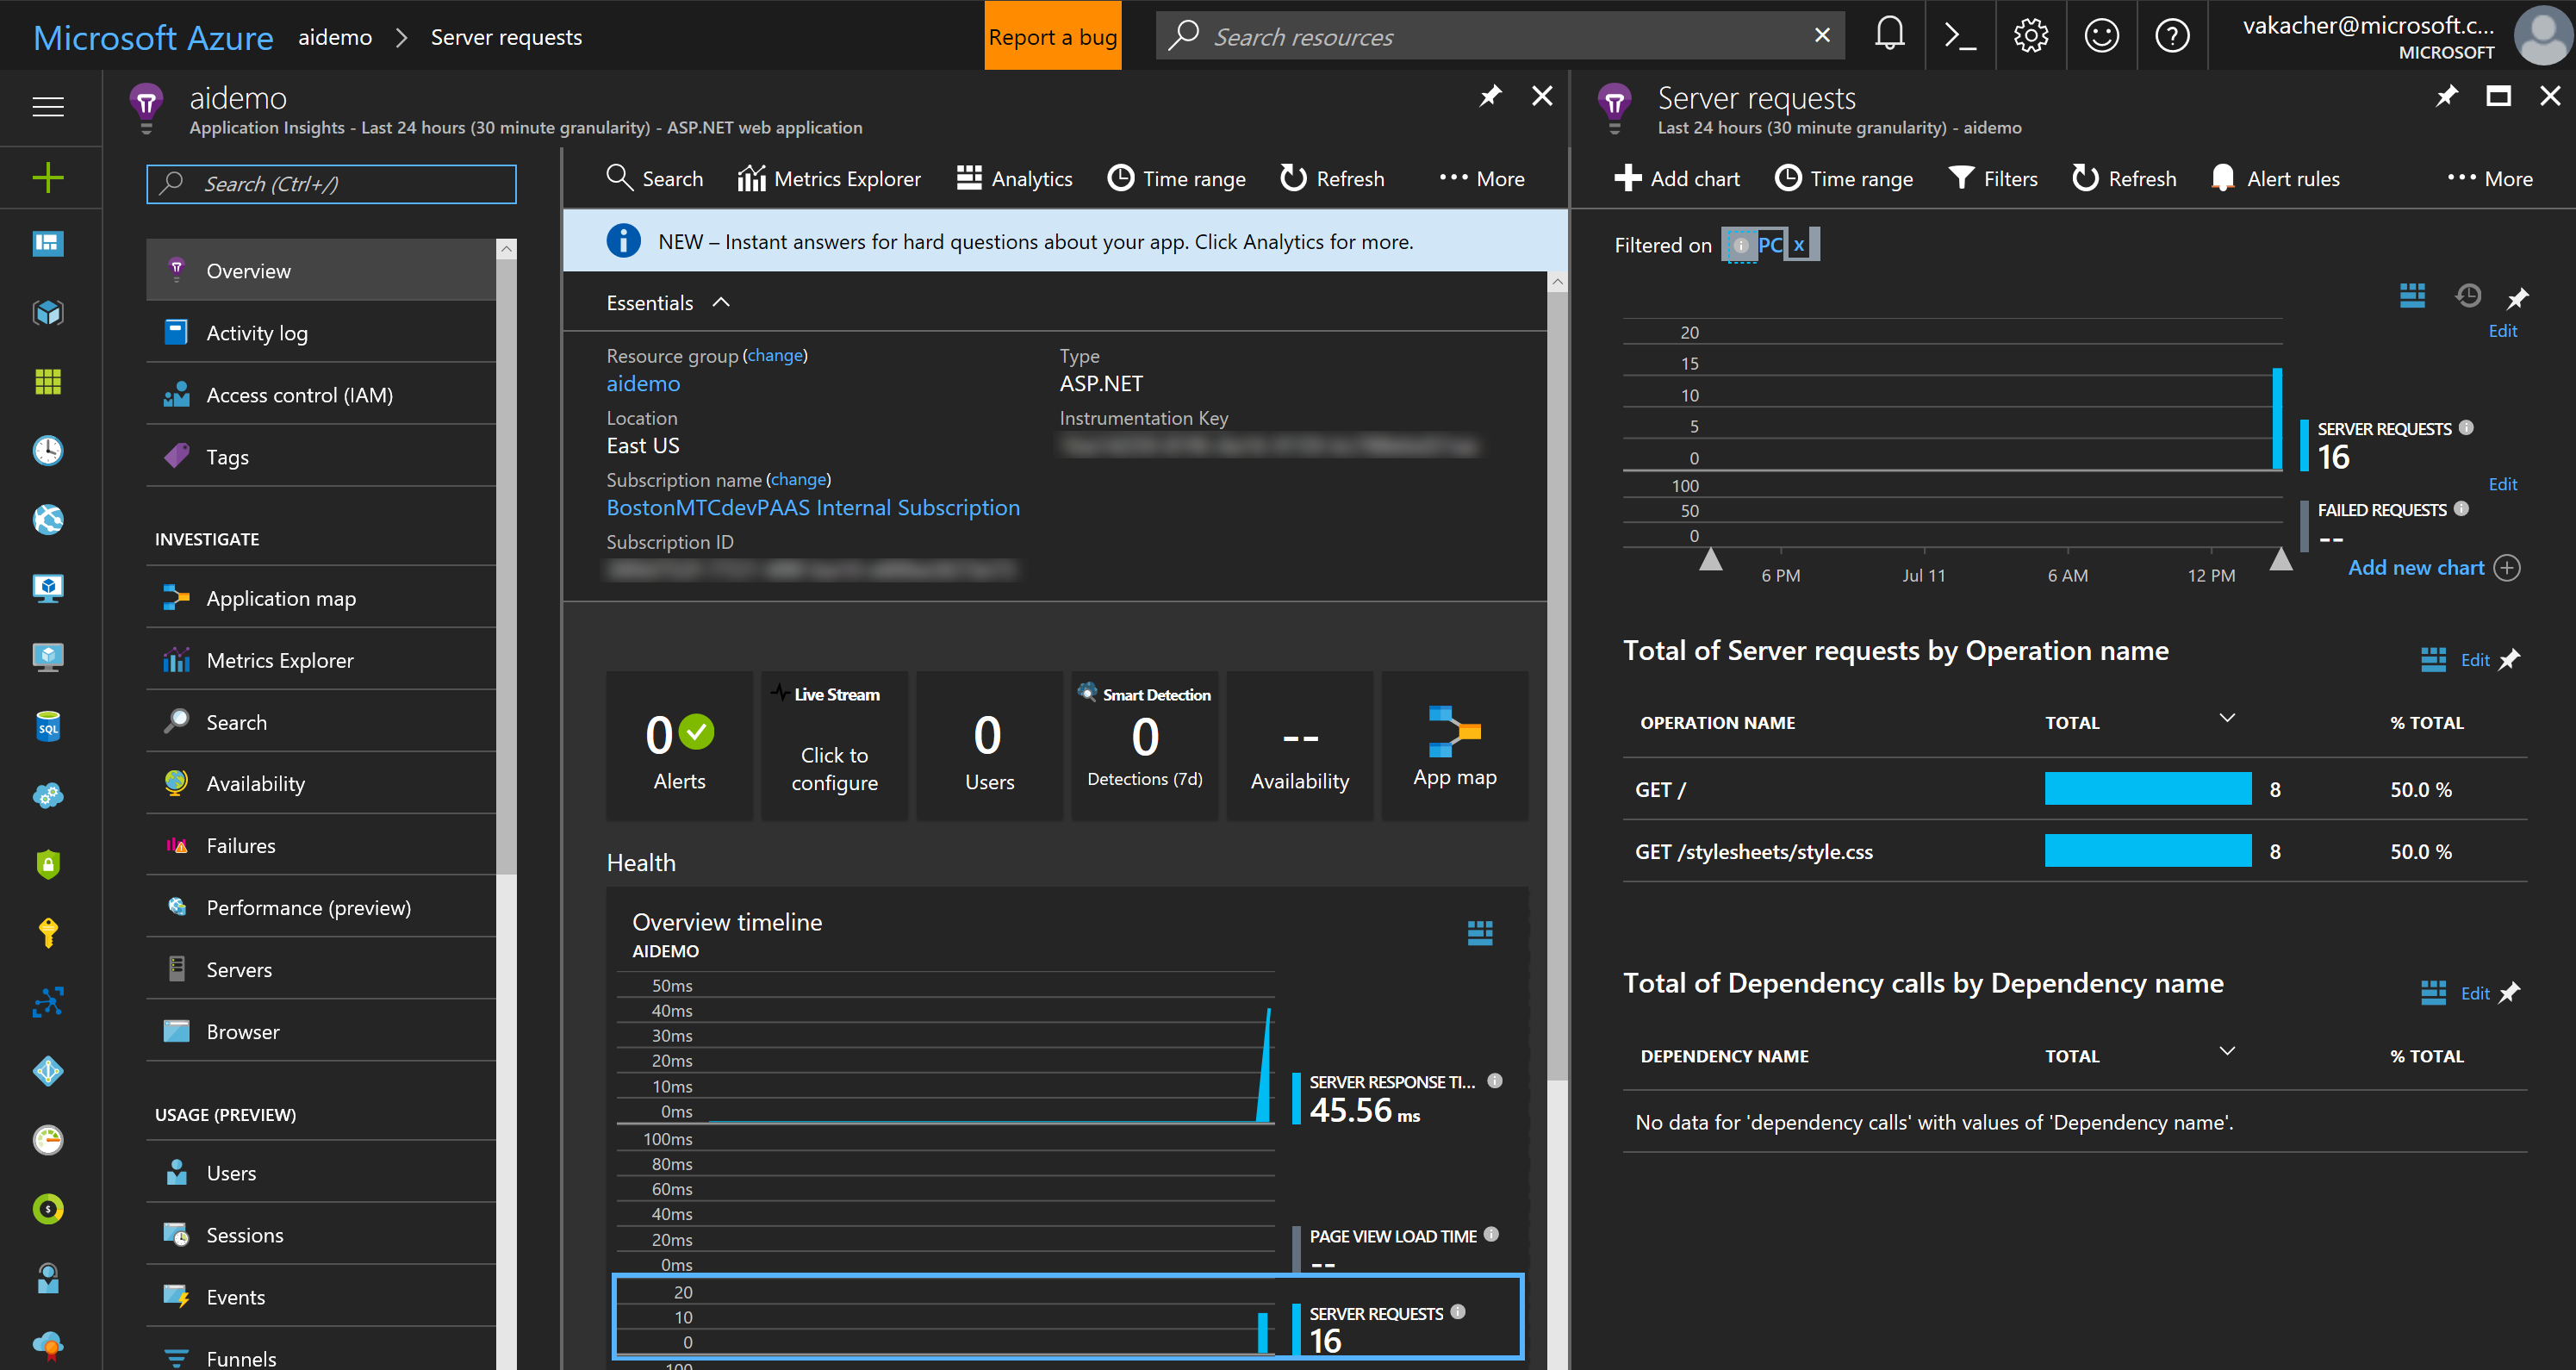 Microsoft Azure aidemo > Server requests
Report a bug
Search resources
vakacher@microsoft.c...
MICROSOFT
aidemo
Application Insights - Last 24 hours (30 minute granularity) - ASP.NET web application
Search (Ctrl+/)
Overview
Activity log
Access control (IAM)
Tags
INVESTIGATE
Application map
Metrics Explorer
Search
Availability
Failures
Performance (preview)
Servers
Browser
USAGE (PREVIEW)
Users
Sessions
Events
Funnels
Search Metrics Explorer Analytics Time range Refresh More
NEW – Instant answers for hard questions about your app. Click Analytics for more.
Essentials
Resource group (change)
aidemo
Location
East US
Subscription name (change)
BostonMTCdevPAAS Internal Subscription
Subscription ID
Type
ASP.NET
Instrumentation Key
0
Alerts
Live Stream
Click to
configure
0
Users
Smart Detection
0
Detections (7d)
--
Availability
App map
Health
Overview timeline
AIDEMO
50ms
40ms
30ms
20ms
10ms
0ms
SERVER RESPONSE TI...
45.56 ms
100ms
80ms
60ms
40ms
20ms
0ms
PAGE VIEW LOAD TIME
--
20
10
0
SERVER REQUESTS
16
100
Server requests
Last 24 hours (30 minute granularity) - aidemo
Add chart Time range Filters Refresh Alert rules More
Filtered on PC x
Edit
20
15
10
5
0
SERVER REQUESTS
16
Edit
100
50
0
FAILED REQUESTS
--
6 PM Jul 11 6 AM 12 PM
Add new chart
Total of Server requests by Operation name
Edit
OPERATION NAME TOTAL % TOTAL
GET / 8 50.0 %
GET /stylesheets/style.css 8 50.0 %
Total of Dependency calls by Dependency name
Edit
DEPENDENCY NAME TOTAL % TOTAL
No data for 'dependency calls' with values of 'Dependency name'.